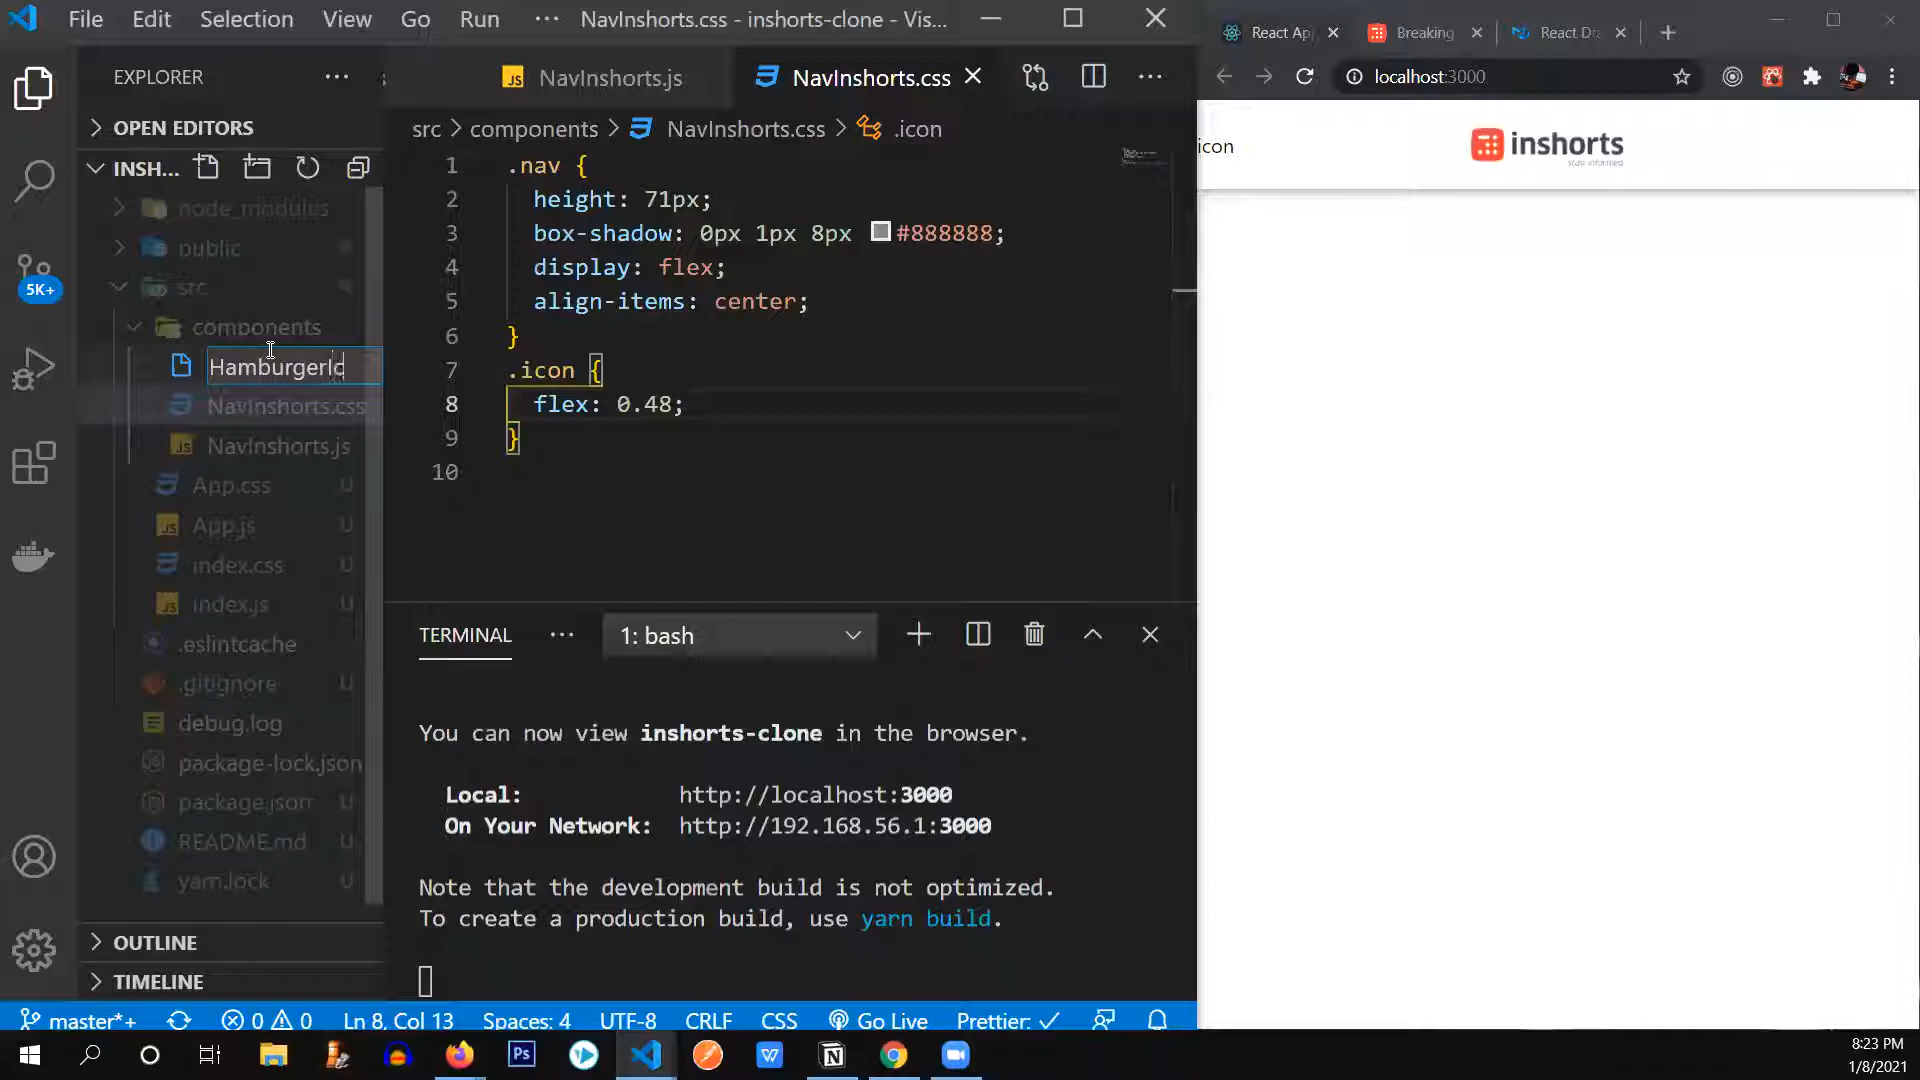 File Edit Selection View Go Run ··· NavInshorts.css - inshorts-clone - Vis...
React Ap
Breaking
React Dra
EXPLORER
NavInshorts.js
NavInshorts.css
localhost:3000
OPEN EDITORS
src > components > NavInshorts.css > .icon
INSH...
node_modules
public
src
components
HamburgerIc
NavInshorts.css
NavInshorts.js
App.css U
App.js U
index.css U
index.js U
.eslintcache
.gitignore U
debug.log
package-lock.json
package.json U
README.md U
yarn.lock U
OUTLINE
TIMELINE
1 .nav {
2 height: 71px;
3 box-shadow: 0px 1px 8px #888888;
4 display: flex;
5 align-items: center;
6 }
7 .icon {
8 flex: 0.48;
9 }
10
TERMINAL ··· 1: bash
You can now view inshorts-clone in the browser.
Local: http://localhost:3000
On Your Network: http://192.168.56.1:3000
Note that the development build is not optimized.
To create a production build, use yarn build.
icon
inshorts
stay informed
5K+
master*+ 0 0 Ln 8, Col 13 Spaces: 4 UTF-8 CRLF CSS Go Live Prettier: ✓
Ps
W
N
8:23 PM
1/8/2021